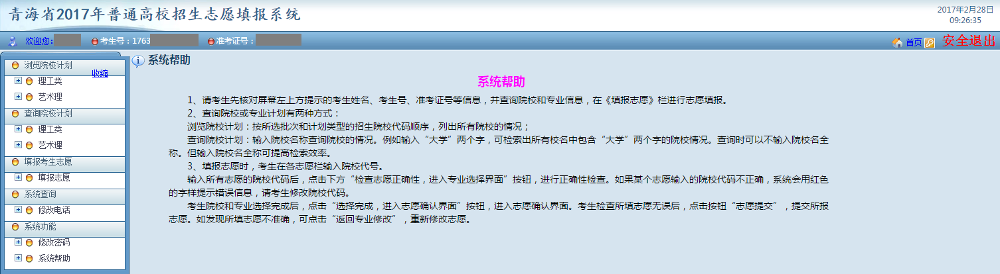 青海省2017年普通高校招生志愿填报系统
2017年2月28日
09:26:35
欢迎您: 考生号：1763 准考证号：
首页 安全退出
浏览院校计划
收缩
理工类
艺术理
查询院校计划
理工类
艺术理
填报考生志愿
填报志愿
系统查询
修改电话
系统功能
修改密码
系统帮助
系统帮助
系统帮助
1、请考生先核对屏幕左上方提示的考生姓名、考生号、准考证号等信息，并查询院校和专业信息，在《填报志愿》栏进行志愿填报。
2、查询院校或专业计划有两种方式：
浏览院校计划：按所选批次和计划类型的招生院校代码顺序，列出所有院校的情况；
查询院校计划：输入院校名称查询院校的情况。例如输入“大学”两个字，可检索出所有校名中包含“大学”两个字的院校情况。查询时可以不输入院校名全
称。但输入院校名全称可提高检索效率。
3、填报志愿时，考生在各志愿栏输入院校代号。
输入所有志愿的院校代码后，点击下方“检查志愿正确性，进入专业选择界面”按钮，进行正确性检查。如果某个志愿输入的院校代码不正确，系统会用红色
的字样提示错误信息，请考生修改院校代码。
考生院校和专业选择完成后，点击“选择完成，进入志愿确认界面”按钮，进入志愿确认界面。考生检查所填志愿无误后，点击按钮“志愿提交”，提交所报
志愿。如发现所填志愿不准确，可点击“返回专业修改”，重新修改志愿。